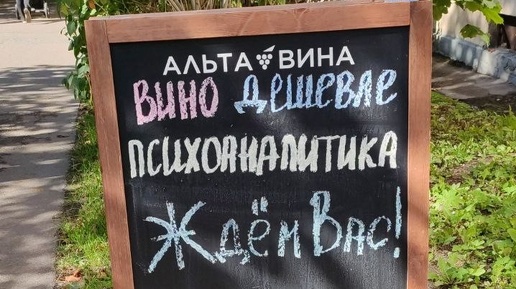 АЛЬТА ВИНА
ВИНО ДЕШЕВЛЕ
ПСИХОАНАЛИТИКА
ЖДЁМ ВАС!